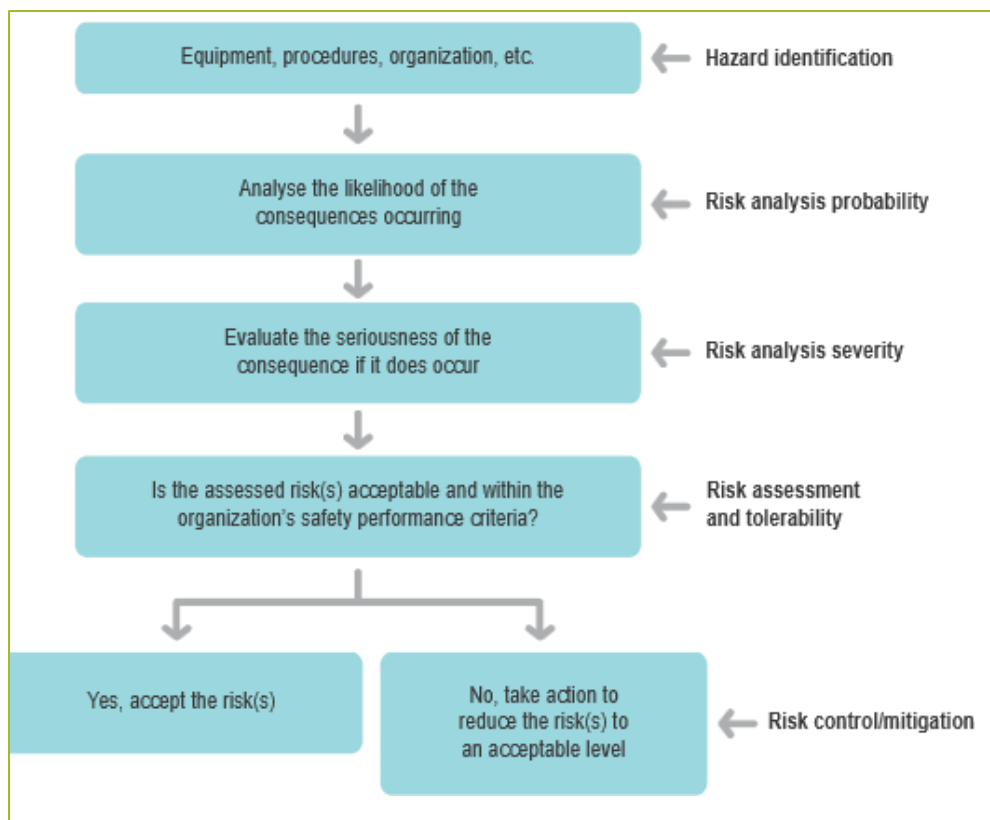 Equipment, procedures, organization, etc.
Hazard identification
Analyse the likelihood of the
consequences occurring
Risk analysis probability
Evaluate the seriousness of the
consequence if it does occur
Risk analysis severity
Is the assessed risk(s) acceptable and within the
organization's safety performance criteria?
Risk assessment
and tolerability
Yes, accept the risk(s)
No, take action to
reduce the risk(s) to
an acceptable level
Risk control/mitigation